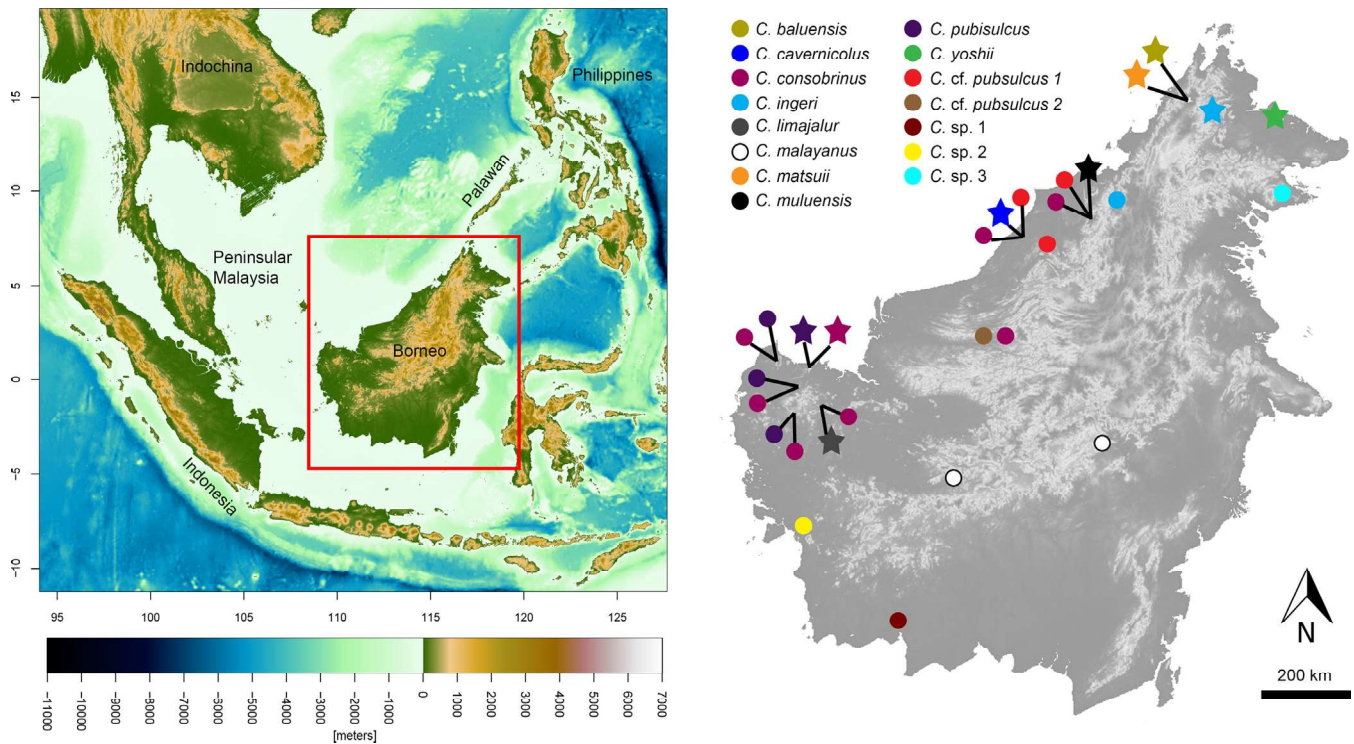 Indochina
Philippines
Palawan
Peninsular
Malaysia
Borneo
Indonesia
15
10
5
0
−5
−10
95
100
105
110
115
120
125
−11000
−10000
−9000
−8000
−7000
−6000
−5000
−4000
−3000
−2000
−1000
0
1000
2000
3000
4000
5000
6000
7000
[meters]
C. baluensis
C. cavernicolus
C. consobrinus
C. ingeri
C. limajalur
C. malayanus
C. matsuii
C. muluensis
C. pubisulcus
C. yoshii
C. cf. pubsulcus 1
C. cf. pubsulcus 2
C. sp. 1
C. sp. 2
C. sp. 3
N
200 km